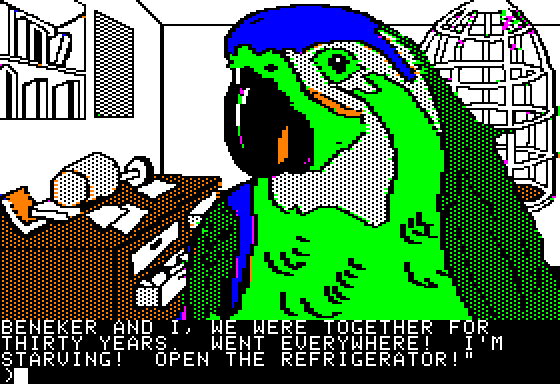 BENEKER AND I, WE WERE TOGETHER FOR
THIRTY YEARS.  WENT EVERYWHERE!  I'M
STARVING!  OPEN THE REFRIGERATOR!"
)